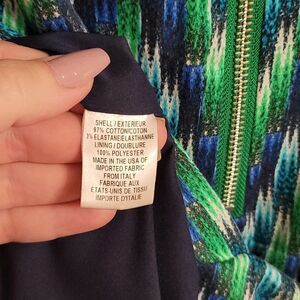 SHELL / EXTERIEUR
97% COTTON/COTON
3% ELASTANE/ELASTHANNE
LINING / DOUBLURE
100% POLYESTER
MADE IN THE USA OF
IMPORTED FABRIC
FROM ITALY
FABRIQUE AUX
ETATS UNIS DE TISSU
IMPORTE D'ITALIE